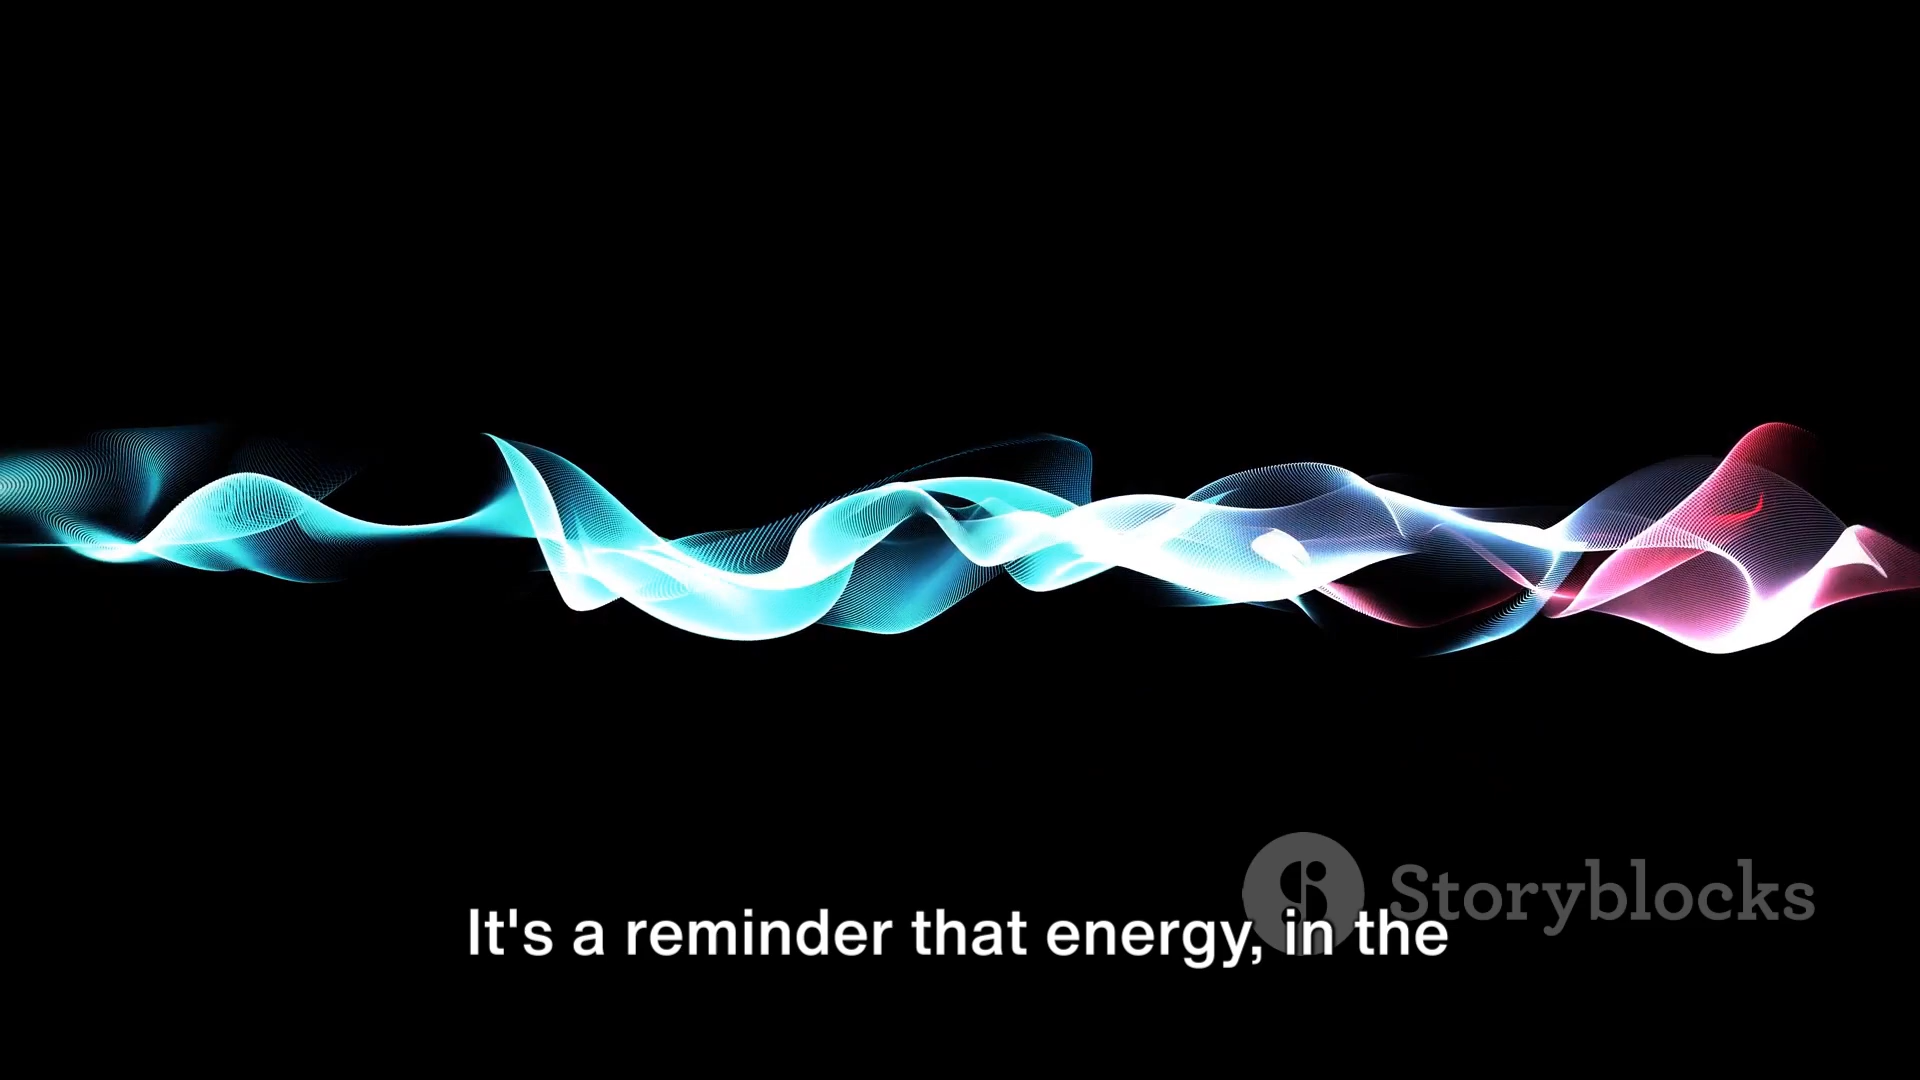 Storyblocks
It's a reminder that energy, in the